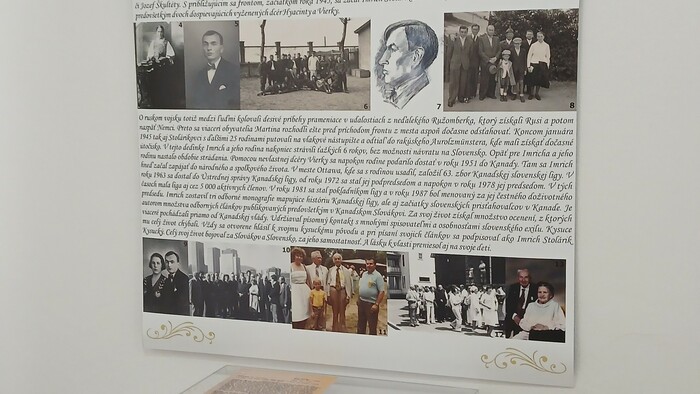 či Jozef Škultéty. S približujúcim sa frontom, začiatkom roka 1945, sa začal
predovšetkým dvoch dospievajúcich vyženených dcér Hyacinty a Vierky.
4
5
6
7
8
O ruskom vojsku totiž medzi ľuďmi kolovali desivé príbehy prameniace v udalostiach z neďalekého Ružomberka, ktorý získali Rusi a potom
naspäť Nemci. Preto sa viacerí obyvatelia Martina rozhodli ešte pred príchodom frontu z mesta aspoň dočasne odsťahovať. Koncom januára
1945 tak aj Stolárikovci s ďalšími 25 rodinami putovali na vlakové nástupište a odtiaľ do rakúskeho Aurolzmünstera, kde mali získať dočasné
útočisko. V tejto dedinke Imrich a jeho rodina nakoniec strávili ťažkých 6 rokov, bez možnosti návratu na Slovensko. Opäť pre Imricha a jeho
rodinu nastalo obdobie strádania. Pomocou nevlastnej dcéry Vierky sa napokon rodine podarilo dostať v roku 1951 do Kanady. Tam sa Imrich
hneď začal zapájať do národného a spolkového života. V meste Ottawa, kde sa s rodinou usadil, založil 63. zbor Kanadskej slovenskej ligy. V
roku 1963 sa dostal do Ústrednej správy Kanadskej ligy, od roku 1972 sa stal jej podpredsedom a napokon v roku 1978 jej predsedom. V tých
časoch mala liga aj cez 5 000 aktívnych členov. V roku 1981 sa stal pokladníkom ligy a v roku 1987 bol menovaný za jej čestného doživotného
predsedu. Imrich zostavil tri odborné monografie mapujúce históriu Kanadskej ligy, ale aj začiatky slovenských prisťahovalcov v Kanade. Je
autorom množstva odborných článkov publikovaných predovšetkým v Kanadskom Slovákovi. Za svoj život získal množstvo ocenení, z ktorých
viaceré pochádzali priamo od Kanadskej vlády. Udržiaval písomný kontakt s mnohými spisovateľmi a osobnosťami slovenského exilu. Kysuce
mu celý život chýbali. Vždy sa otvorene hlásil k svojmu kysuckému pôvodu a pri písaní svojich článkov sa podpisoval ako Imrich Stolárik
Kysucký. Celý svoj život bojoval za Slovákov a Slovensko, za jeho samostatnosť. A lásku k vlasti preniesol aj na svoje deti.
10
11